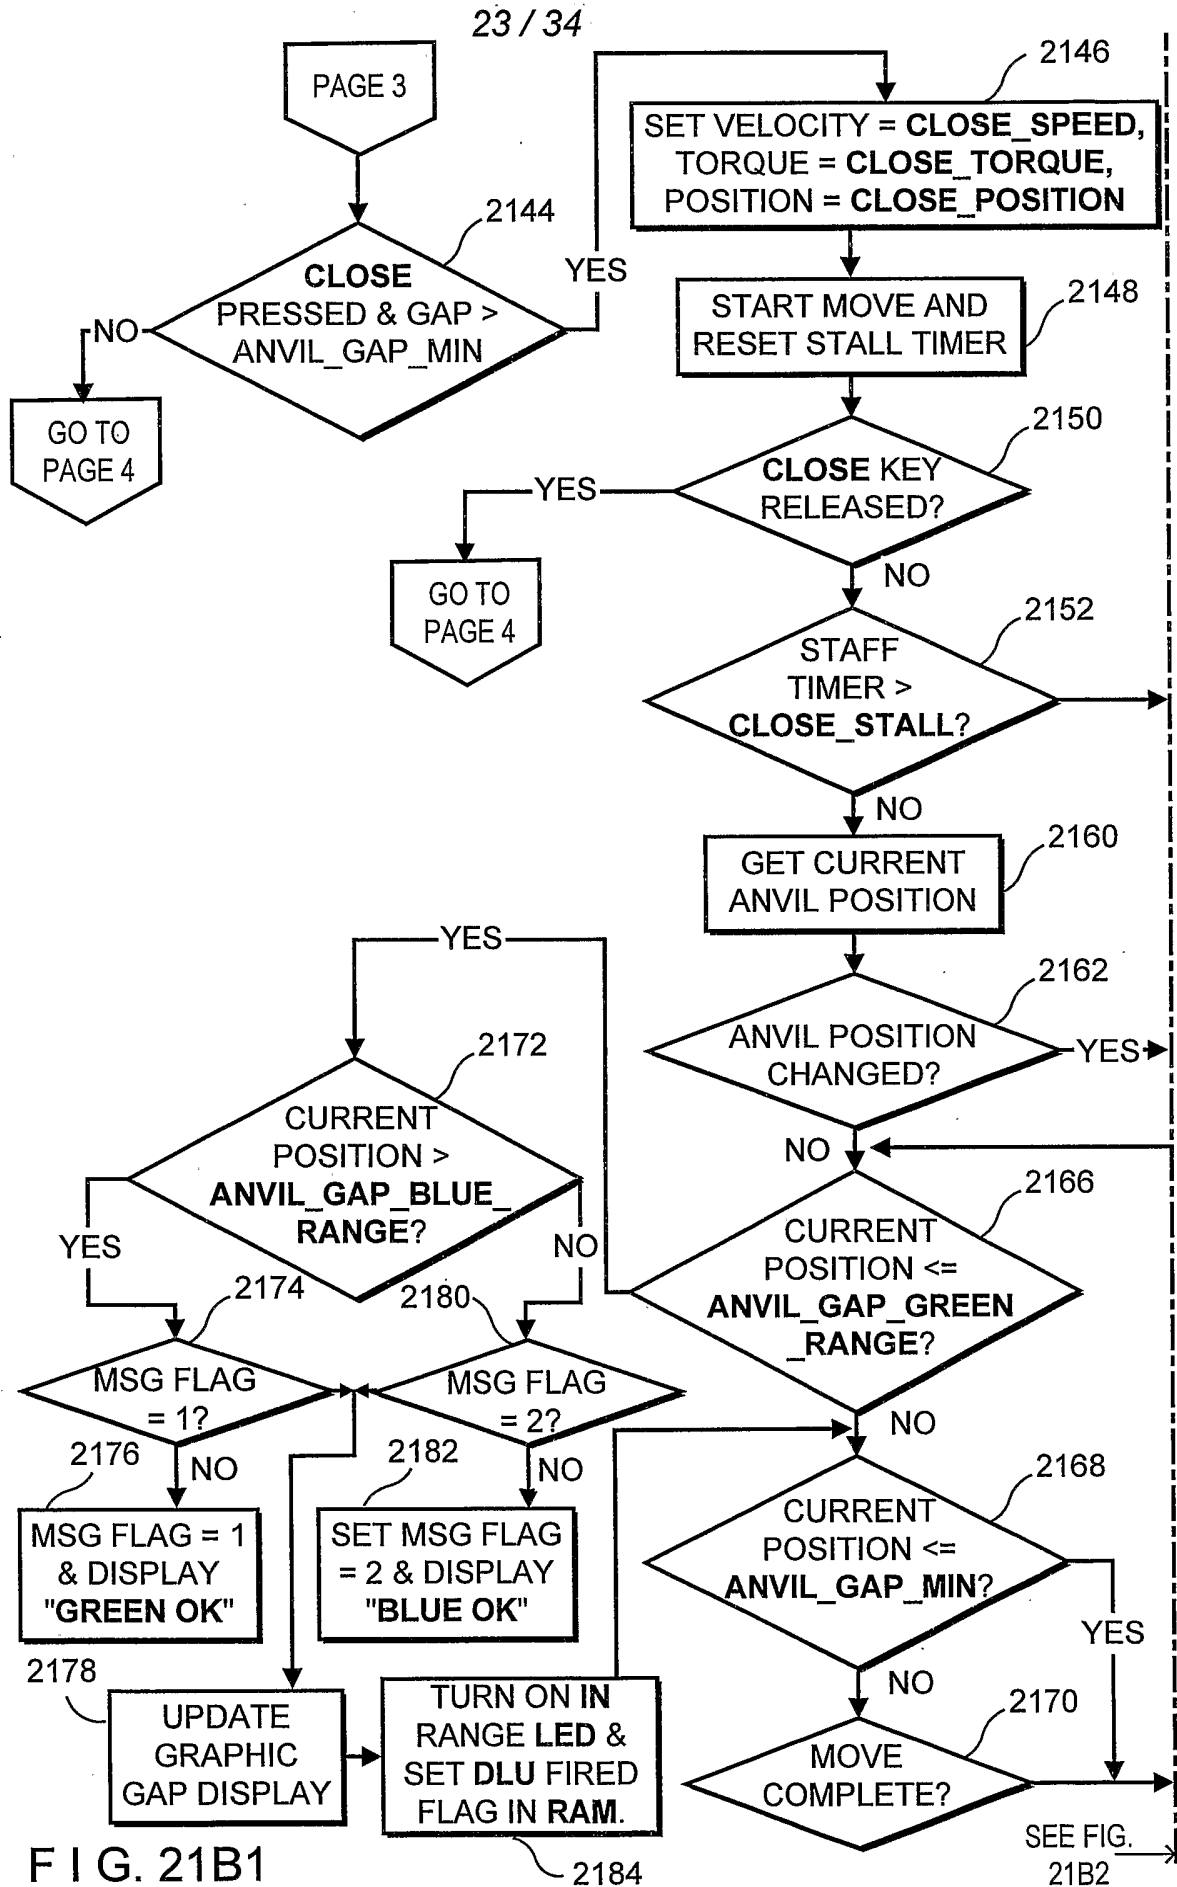 23 / 34
PAGE 3
2144
CLOSE
PRESSED & GAP >
ANVIL_GAP_MIN
NO
GO TO
PAGE 4
YES
2146
SET VELOCITY = CLOSE_SPEED,
TORQUE = CLOSE_TORQUE,
POSITION = CLOSE_POSITION
2148
START MOVE AND
RESET STALL TIMER
2150
CLOSE KEY
RELEASED?
YES
GO TO
PAGE 4
NO
2152
STAFF
TIMER >
CLOSE_STALL?
NO
2160
GET CURRENT
ANVIL POSITION
2162
ANVIL POSITION
CHANGED?
YES
NO
2166
CURRENT
POSITION <=
ANVIL_GAP_GREEN
_RANGE?
YES
NO
2172
CURRENT
POSITION >
ANVIL_GAP_BLUE_
RANGE?
YES
NO
2174
MSG FLAG
= 1?
2180
MSG FLAG
= 2?
2176
NO
MSG FLAG = 1
& DISPLAY
"GREEN OK"
2182
NO
SET MSG FLAG
= 2 & DISPLAY
"BLUE OK"
2178
UPDATE
GRAPHIC
GAP DISPLAY
TURN ON IN
RANGE LED &
SET DLU FIRED
FLAG IN RAM.
2184
2168
CURRENT
POSITION <=
ANVIL_GAP_MIN?
YES
NO
2170
MOVE
COMPLETE?
SEE FIG.
21B2
FIG. 21B1